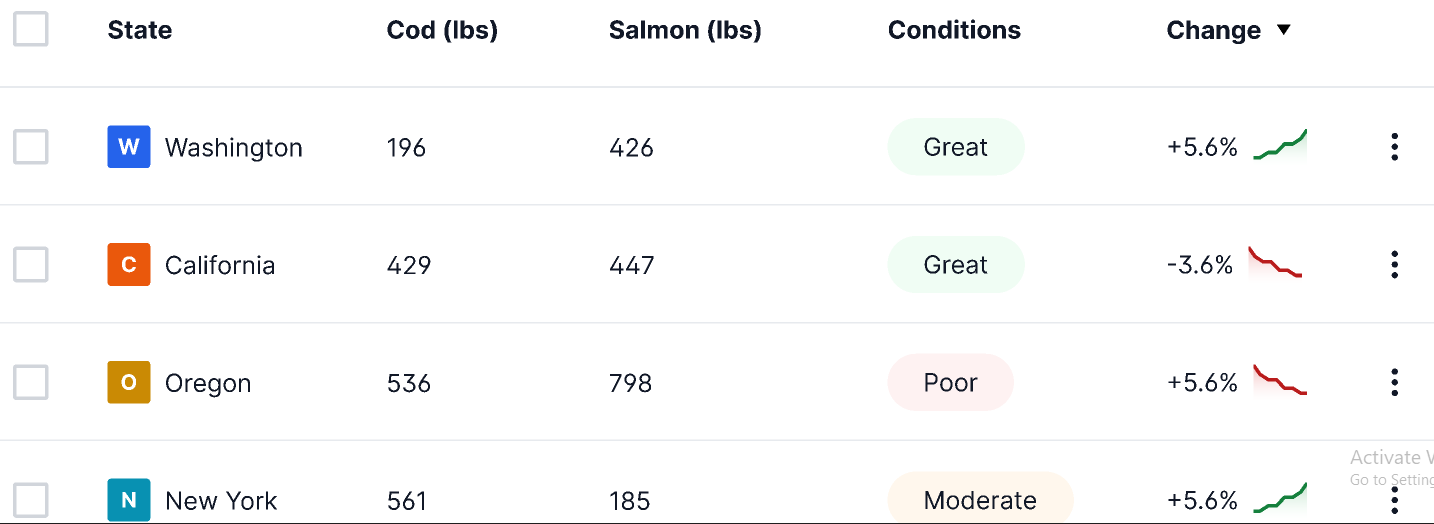 State Cod (lbs) Salmon (lbs) Conditions Change ▼
W Washington 196 426 Great +5.6%
C California 429 447 Great -3.6%
O Oregon 536 798 Poor +5.6%
Activate W
Go to Setting
N New York 561 185 Moderate +5.6%